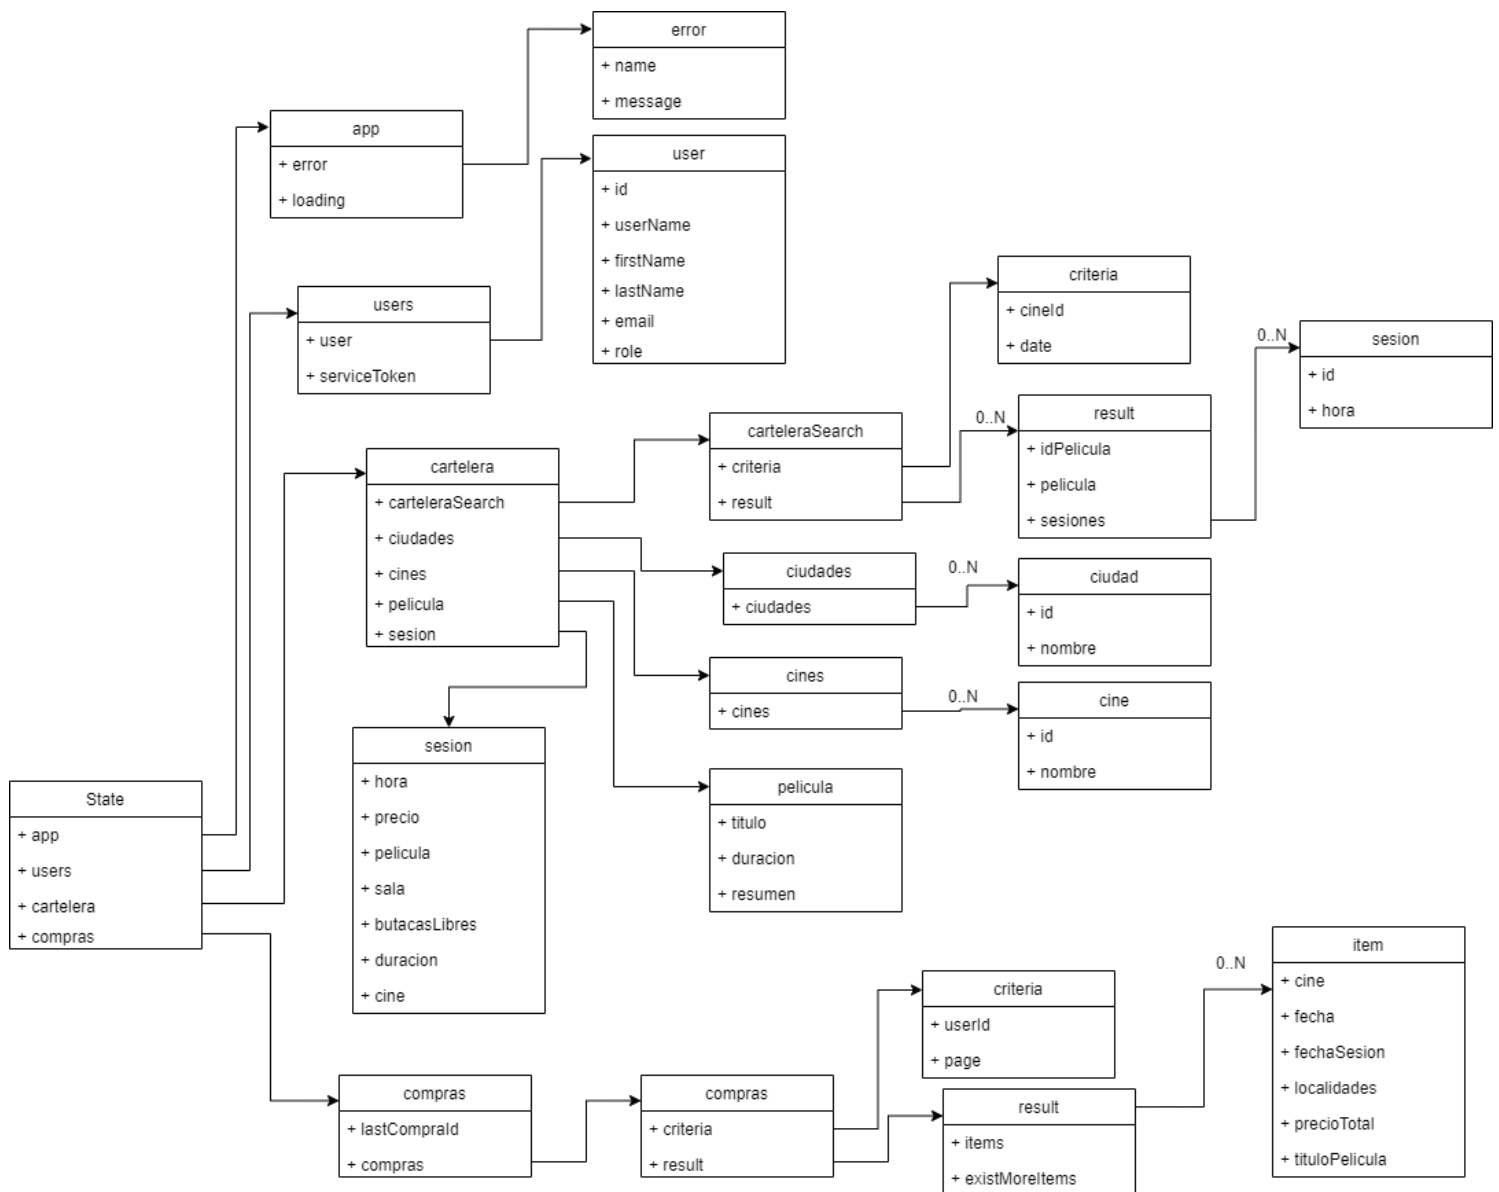 error
+ name
+ message
app
+ error
+ loading
user
+ id
+ userName
+ firstName
+ lastName
+ email
+ role
users
+ user
+ serviceToken
criteria
+ cineId
+ date
0..N
sesion
+ id
+ hora
carteleraSearch
+ criteria
+ result
0..N
result
+ idPelicula
+ pelicula
+ sesiones
cartelera
+ carteleraSearch
+ ciudades
+ cines
+ pelicula
+ sesion
ciudades
+ ciudades
0..N
ciudad
+ id
+ nombre
cines
+ cines
0..N
cine
+ id
+ nombre
sesion
+ hora
+ precio
+ pelicula
+ sala
+ butacasLibres
+ duracion
+ cine
pelicula
+ titulo
+ duracion
+ resumen
State
+ app
+ users
+ cartelera
+ compras
criteria
+ userId
+ page
0..N
item
+ cine
+ fecha
+ fechaSesion
+ localidades
+ precioTotal
+ tituloPelicula
compras
+ lastCompraId
+ compras
compras
+ criteria
+ result
result
+ items
+ existMoreItems